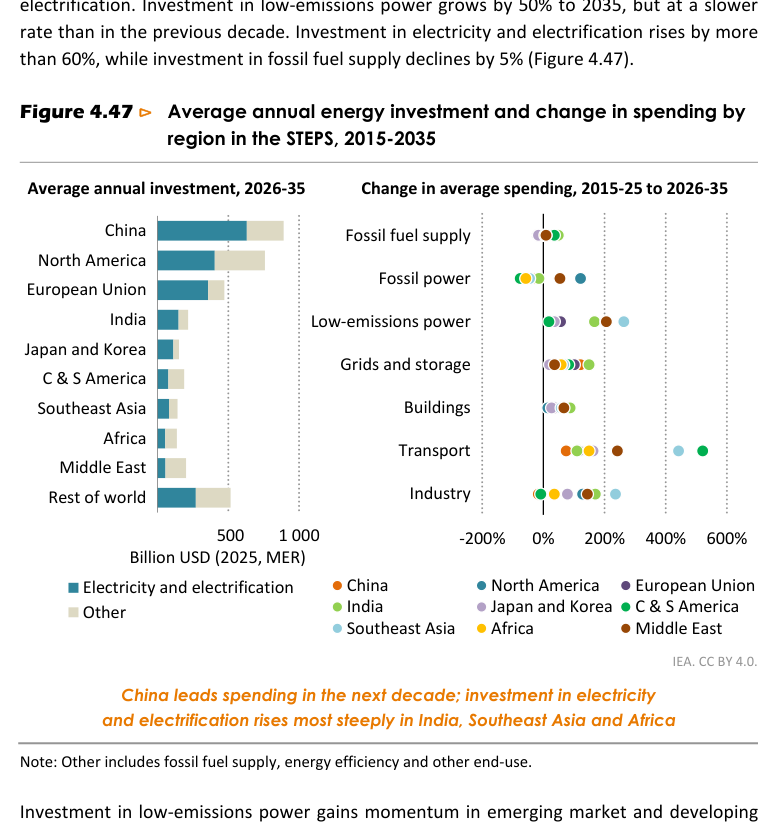 electrification. Investment in low-emissions power grows by 50% to 2035, but at a slower
rate than in the previous decade. Investment in electricity and electrification rises by more
than 60%, while investment in fossil fuel supply declines by 5% (Figure 4.47).
Figure 4.47 ▻ Average annual energy investment and change in spending by
region in the STEPS, 2015-2035
Average annual investment, 2026-35
China
North America
European Union
India
Japan and Korea
C & S America
Southeast Asia
Africa
Middle East
Rest of world
500 1 000
Billion USD (2025, MER)
Electricity and electrification
Other
Change in average spending, 2015-25 to 2026-35
Fossil fuel supply
Fossil power
Low-emissions power
Grids and storage
Buildings
Transport
Industry
-200% 0% 200% 400% 600%
China North America European Union
India Japan and Korea C & S America
Southeast Asia Africa Middle East
IEA. CC BY 4.0.
China leads spending in the next decade; investment in electricity
and electrification rises most steeply in India, Southeast Asia and Africa
Note: Other includes fossil fuel supply, energy efficiency and other end-use.
Investment in low-emissions power gains momentum in emerging market and developing